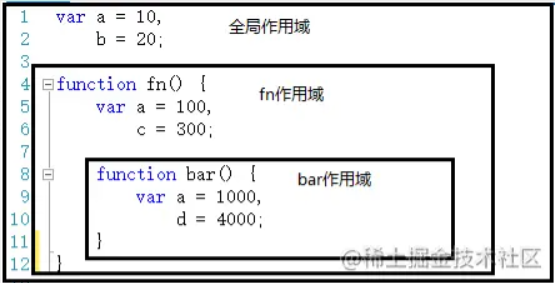 1 var a = 10, 全局作用域
2 b = 20;
3
4 function fn() { fn作用域
5 var a = 100,
6 c = 300;
7
8 function bar() { bar作用域
9 var a = 1000,
10 d = 4000;
11 }
12 }
@稀土掘金技术社区